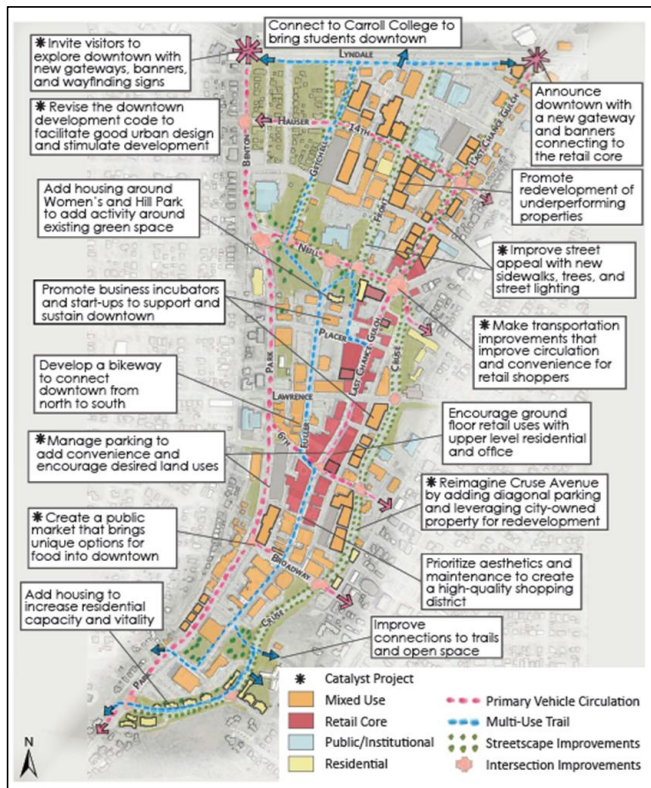 Connect to Carroll College to
bring students downtown
LYNDALE
✱ Invite visitors to
explore downtown with
new gateways, banners,
and wayfinding signs
✱ Revise the downtown
development code to
facilitate good urban design
and stimulate development
HAUSER
14TH
BENTON
GETCHELL
FRONT
LAST CHANCE GULCH
Announce
downtown with
a new gateway
and banners
connecting to
the retail core
Promote
redevelopment of
underperforming
properties
Add housing around
Women's and Hill Park
to add activity around
existing green space
NEILL
✱ Improve street
appeal with new
sidewalks, trees, and
street lighting
Promote business incubators
and start-ups to support and
sustain downtown
PLACER
LAST CHANCE GULCH
CRUSE
✱ Make transportation
improvements that
improve circulation
and convenience for
retail shoppers
PARK
Develop a bikeway
to connect
downtown from
north to south
LAWRENCE
FULLER
6TH
Encourage ground
floor retail uses with
upper level residential
and office
✱ Manage parking to
add convenience and
encourage desired land uses
✱ Reimagine Cruse Avenue
by adding diagonal parking
and leveraging city-owned
property for redevelopment
✱ Create a public
market that brings
unique options for
food into downtown
BROADWAY
Prioritize aesthetics and
maintenance to create
a high-quality shopping
district
Add housing to
increase residential
capacity and vitality
CRUSE
Improve
connections to trails
and open space
PARK
N
✱ Catalyst Project
Mixed Use
Retail Core
Public/Institutional
Residential
Primary Vehicle Circulation
Multi-Use Trail
Streetscape Improvements
Intersection Improvements